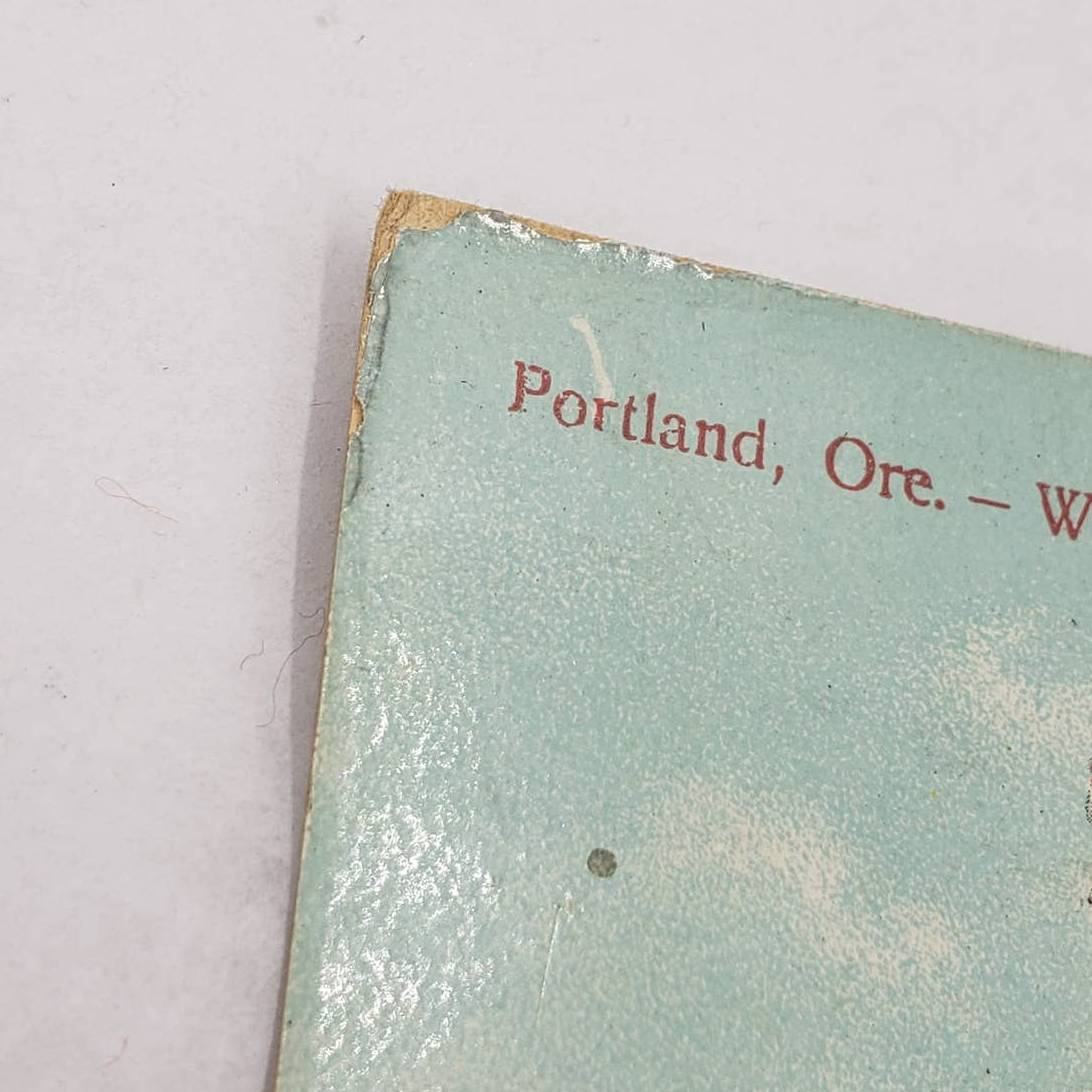 Portland, Ore. – W